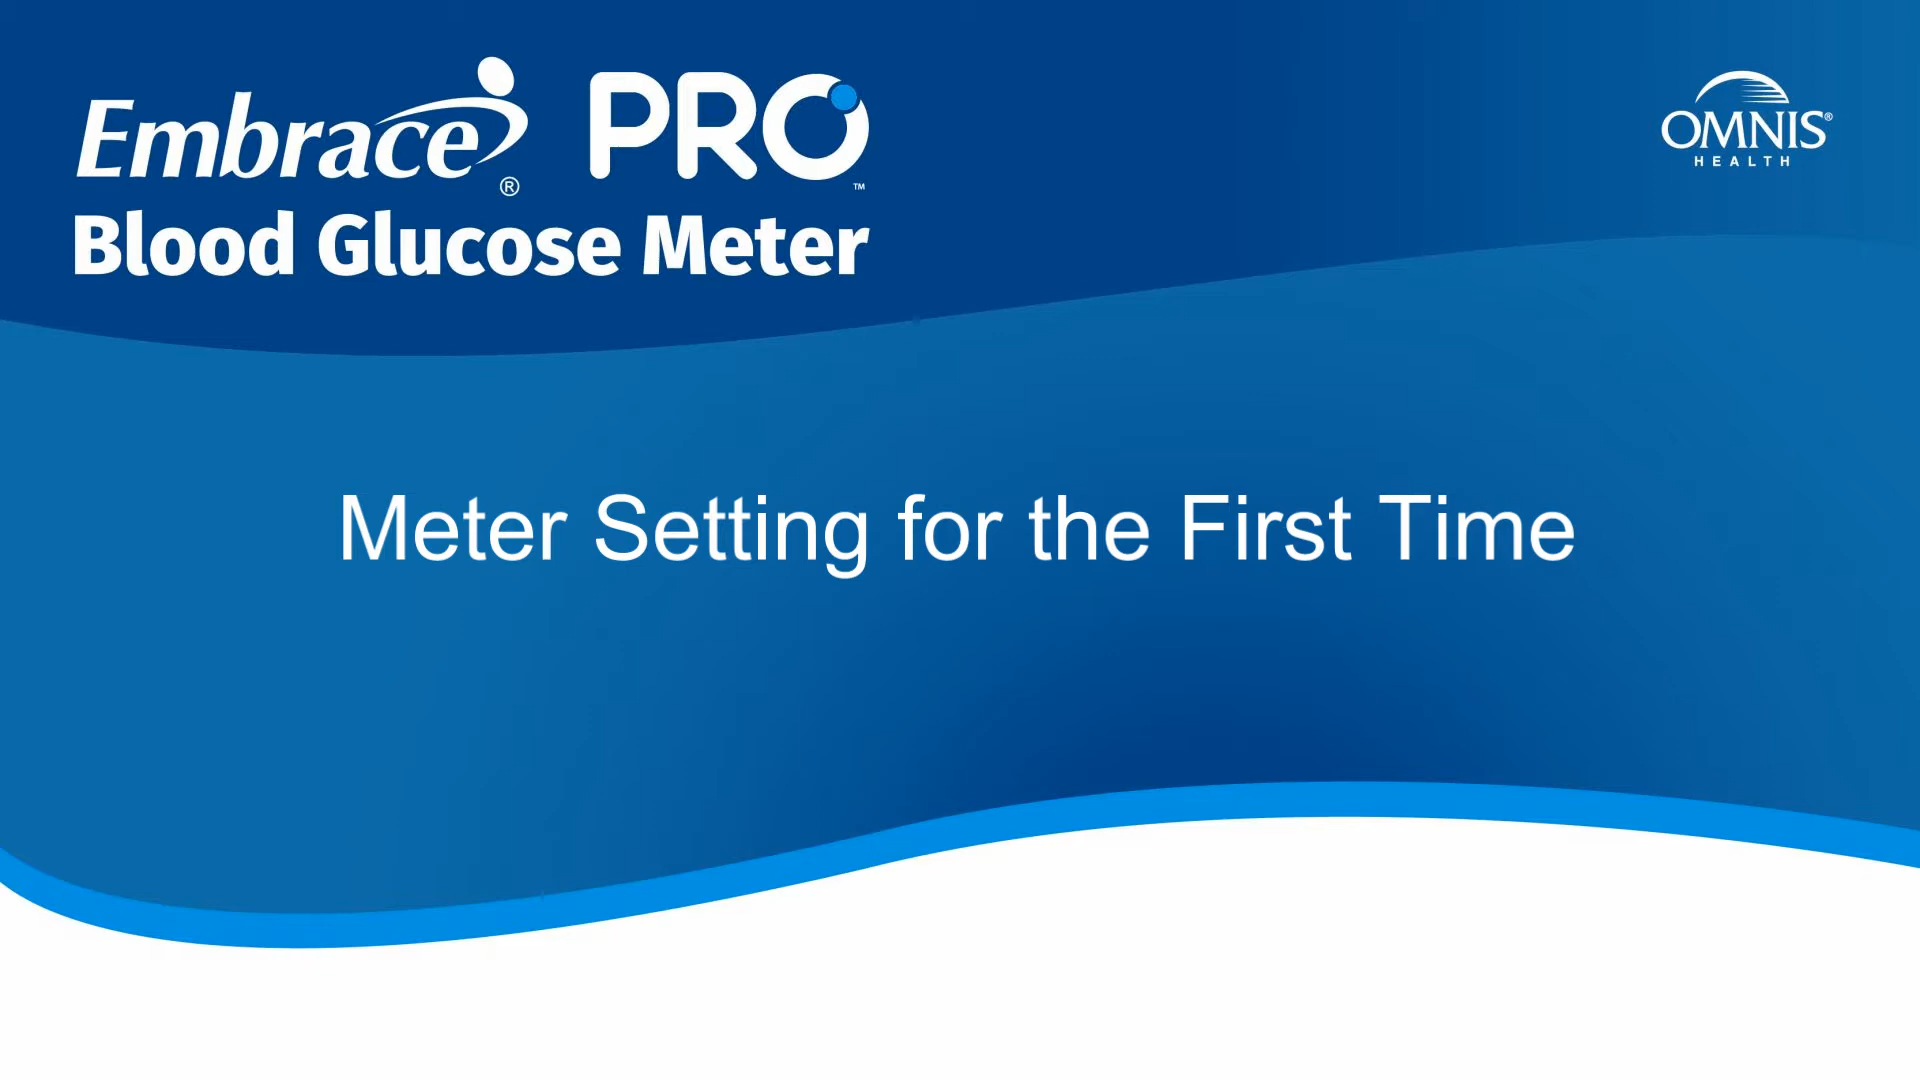 Embrace® PRO™
Blood Glucose Meter
OMNIS®
HEALTH
Meter Setting for the First Time